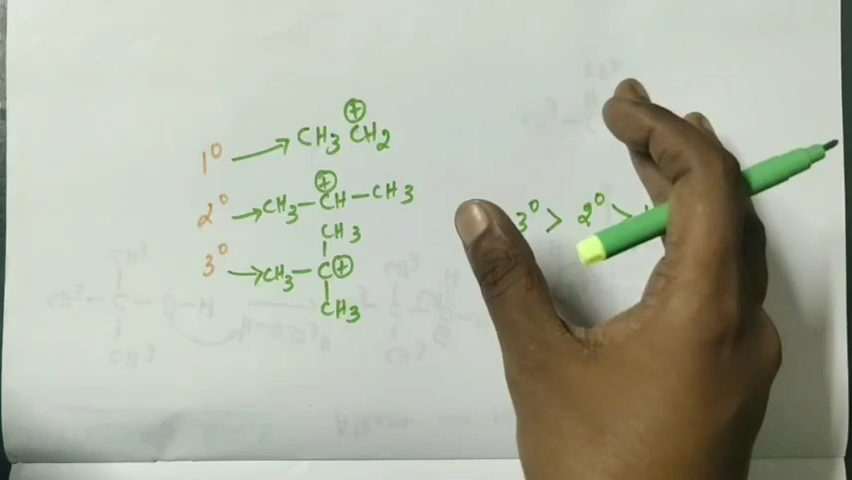 1° → CH3 ⊕CH2
2° → CH3–⊕CH–CH3
CH3
3° → CH3–C⊕
CH3
3° > 2° >